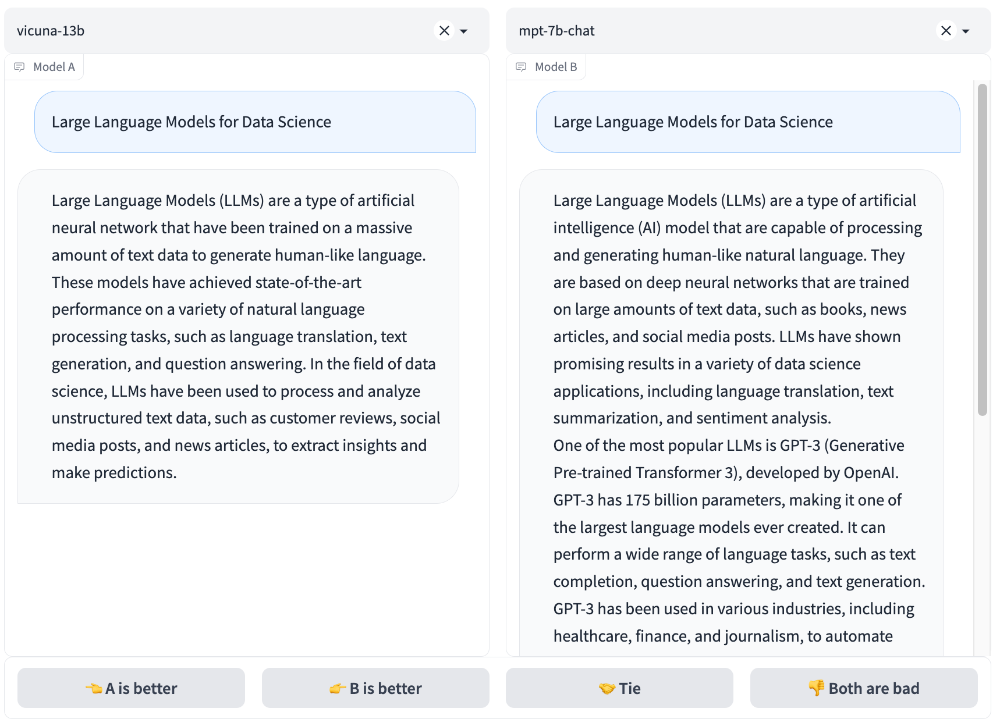 vicuna-13b
Model A
Large Language Models for Data Science
Large Language Models (LLMs) are a type of artificial
neural network that have been trained on a massive
amount of text data to generate human-like language.
These models have achieved state-of-the-art
performance on a variety of natural language
processing tasks, such as language translation, text
generation, and question answering. In the field of data
science, LLMs have been used to process and analyze
unstructured text data, such as customer reviews, social
media posts, and news articles, to extract insights and
make predictions.
mpt-7b-chat
Model B
Large Language Models for Data Science
Large Language Models (LLMs) are a type of artificial
intelligence (AI) model that are capable of processing
and generating human-like natural language. They
are based on deep neural networks that are trained
on large amounts of text data, such as books, news
articles, and social media posts. LLMs have shown
promising results in a variety of data science
applications, including language translation, text
summarization, and sentiment analysis.
One of the most popular LLMs is GPT-3 (Generative
Pre-trained Transformer 3), developed by OpenAI.
GPT-3 has 175 billion parameters, making it one of
the largest language models ever created. It can
perform a wide range of language tasks, such as text
completion, question answering, and text generation.
GPT-3 has been used in various industries, including
healthcare, finance, and journalism, to automate
👈 A is better
👉 B is better
🤝 Tie
👎 Both are bad